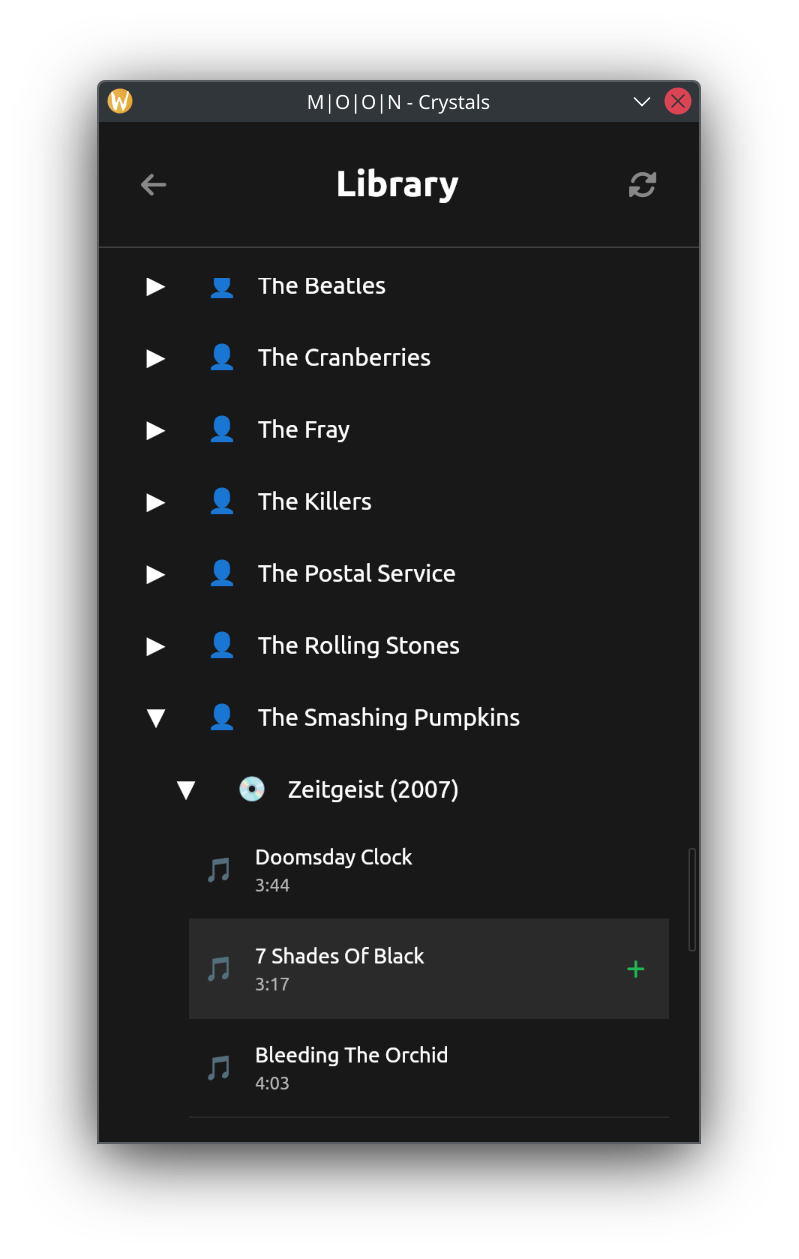 M|O|O|N - Crystals
Library
The Beatles
The Cranberries
The Fray
The Killers
The Postal Service
The Rolling Stones
The Smashing Pumpkins
Zeitgeist (2007)
Doomsday Clock
3:44
7 Shades Of Black
3:17
Bleeding The Orchid
4:03